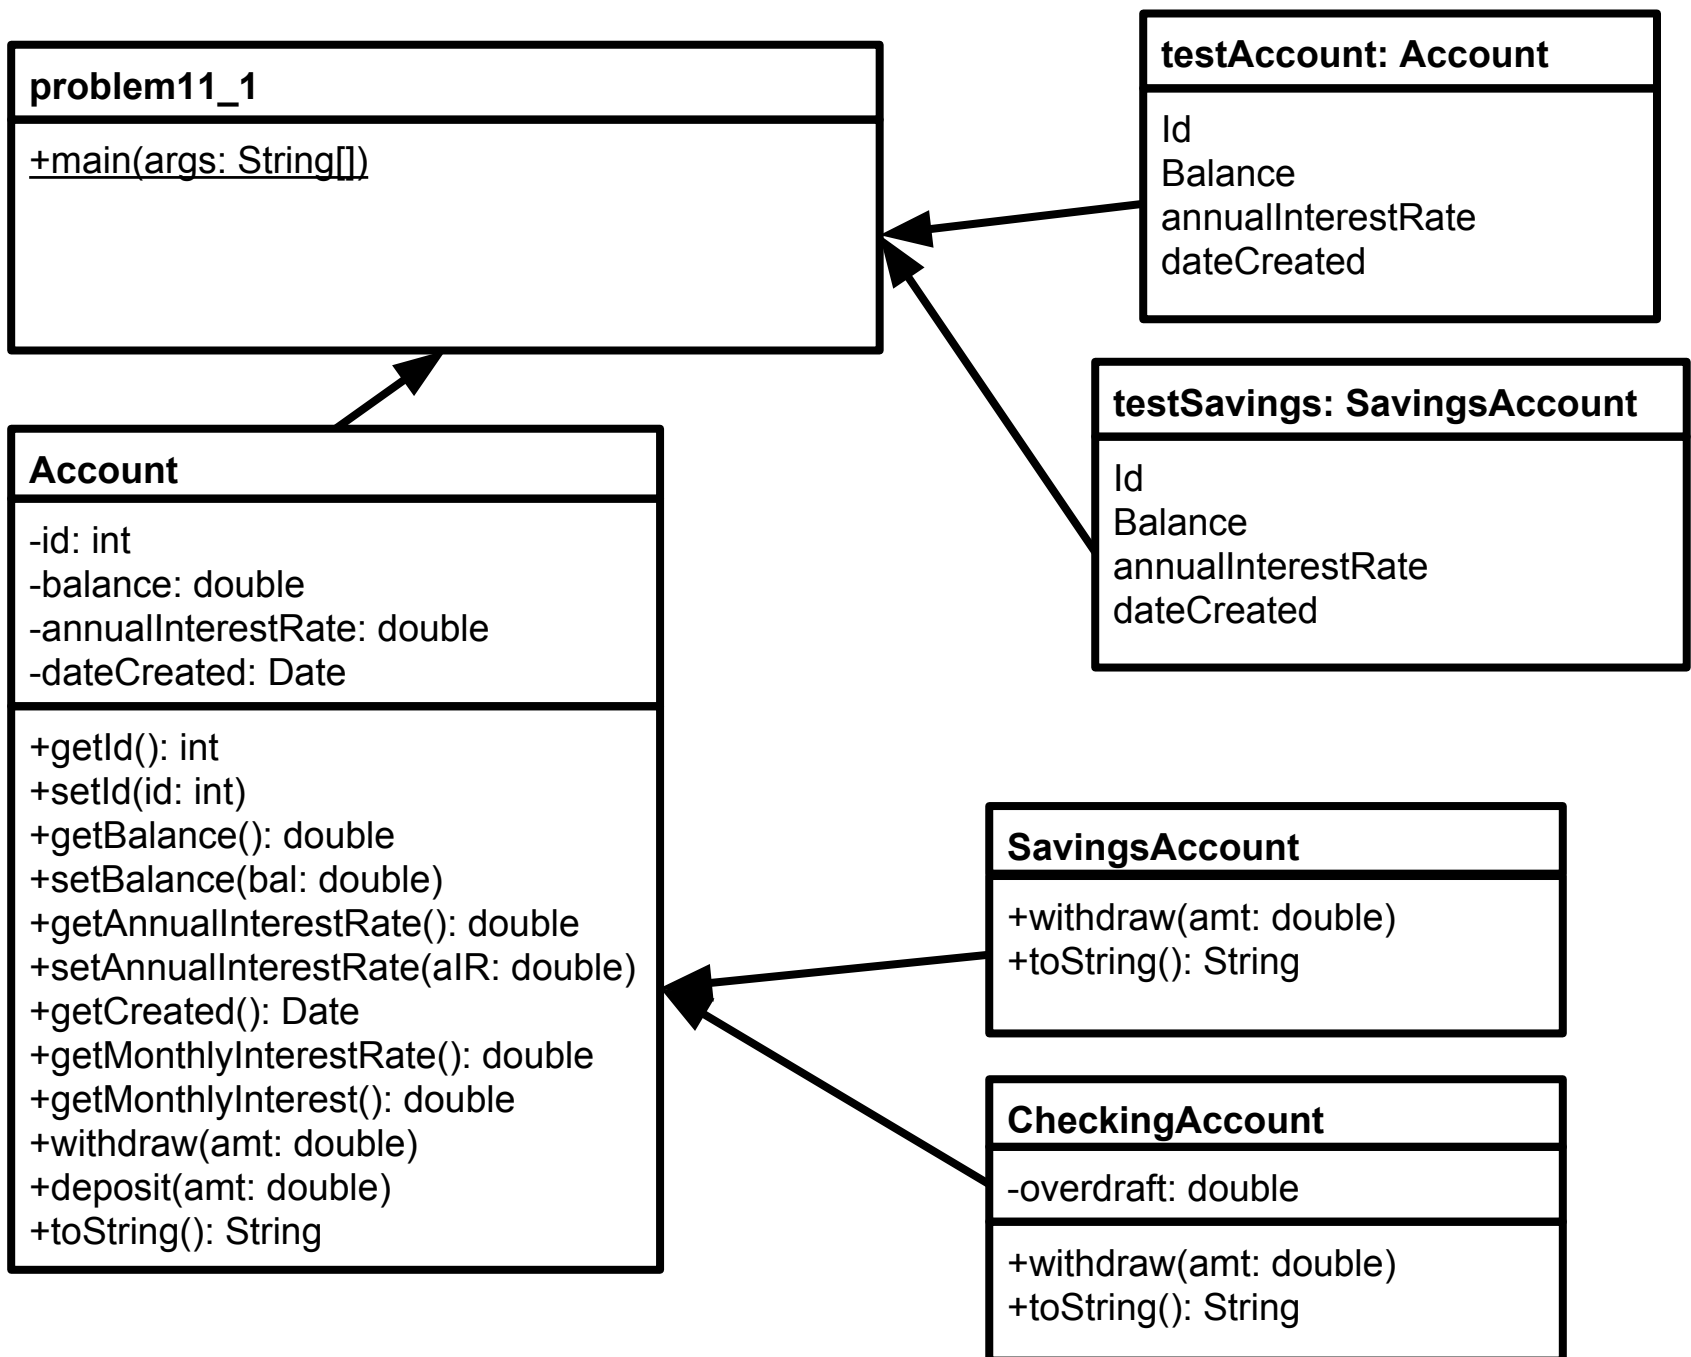 problem11_1
+main(args: String[])
testAccount: Account
Id
Balance
annualInterestRate
dateCreated
testSavings: SavingsAccount
Id
Balance
annualInterestRate
dateCreated
Account
-id: int
-balance: double
-annualInterestRate: double
-dateCreated: Date
+getId(): int
+setId(id: int)
+getBalance(): double
+setBalance(bal: double)
+getAnnualInterestRate(): double
+setAnnualInterestRate(aIR: double)
+getCreated(): Date
+getMonthlyInterestRate(): double
+getMonthlyInterest(): double
+withdraw(amt: double)
+deposit(amt: double)
+toString(): String
SavingsAccount
+withdraw(amt: double)
+toString(): String
CheckingAccount
-overdraft: double
+withdraw(amt: double)
+toString(): String